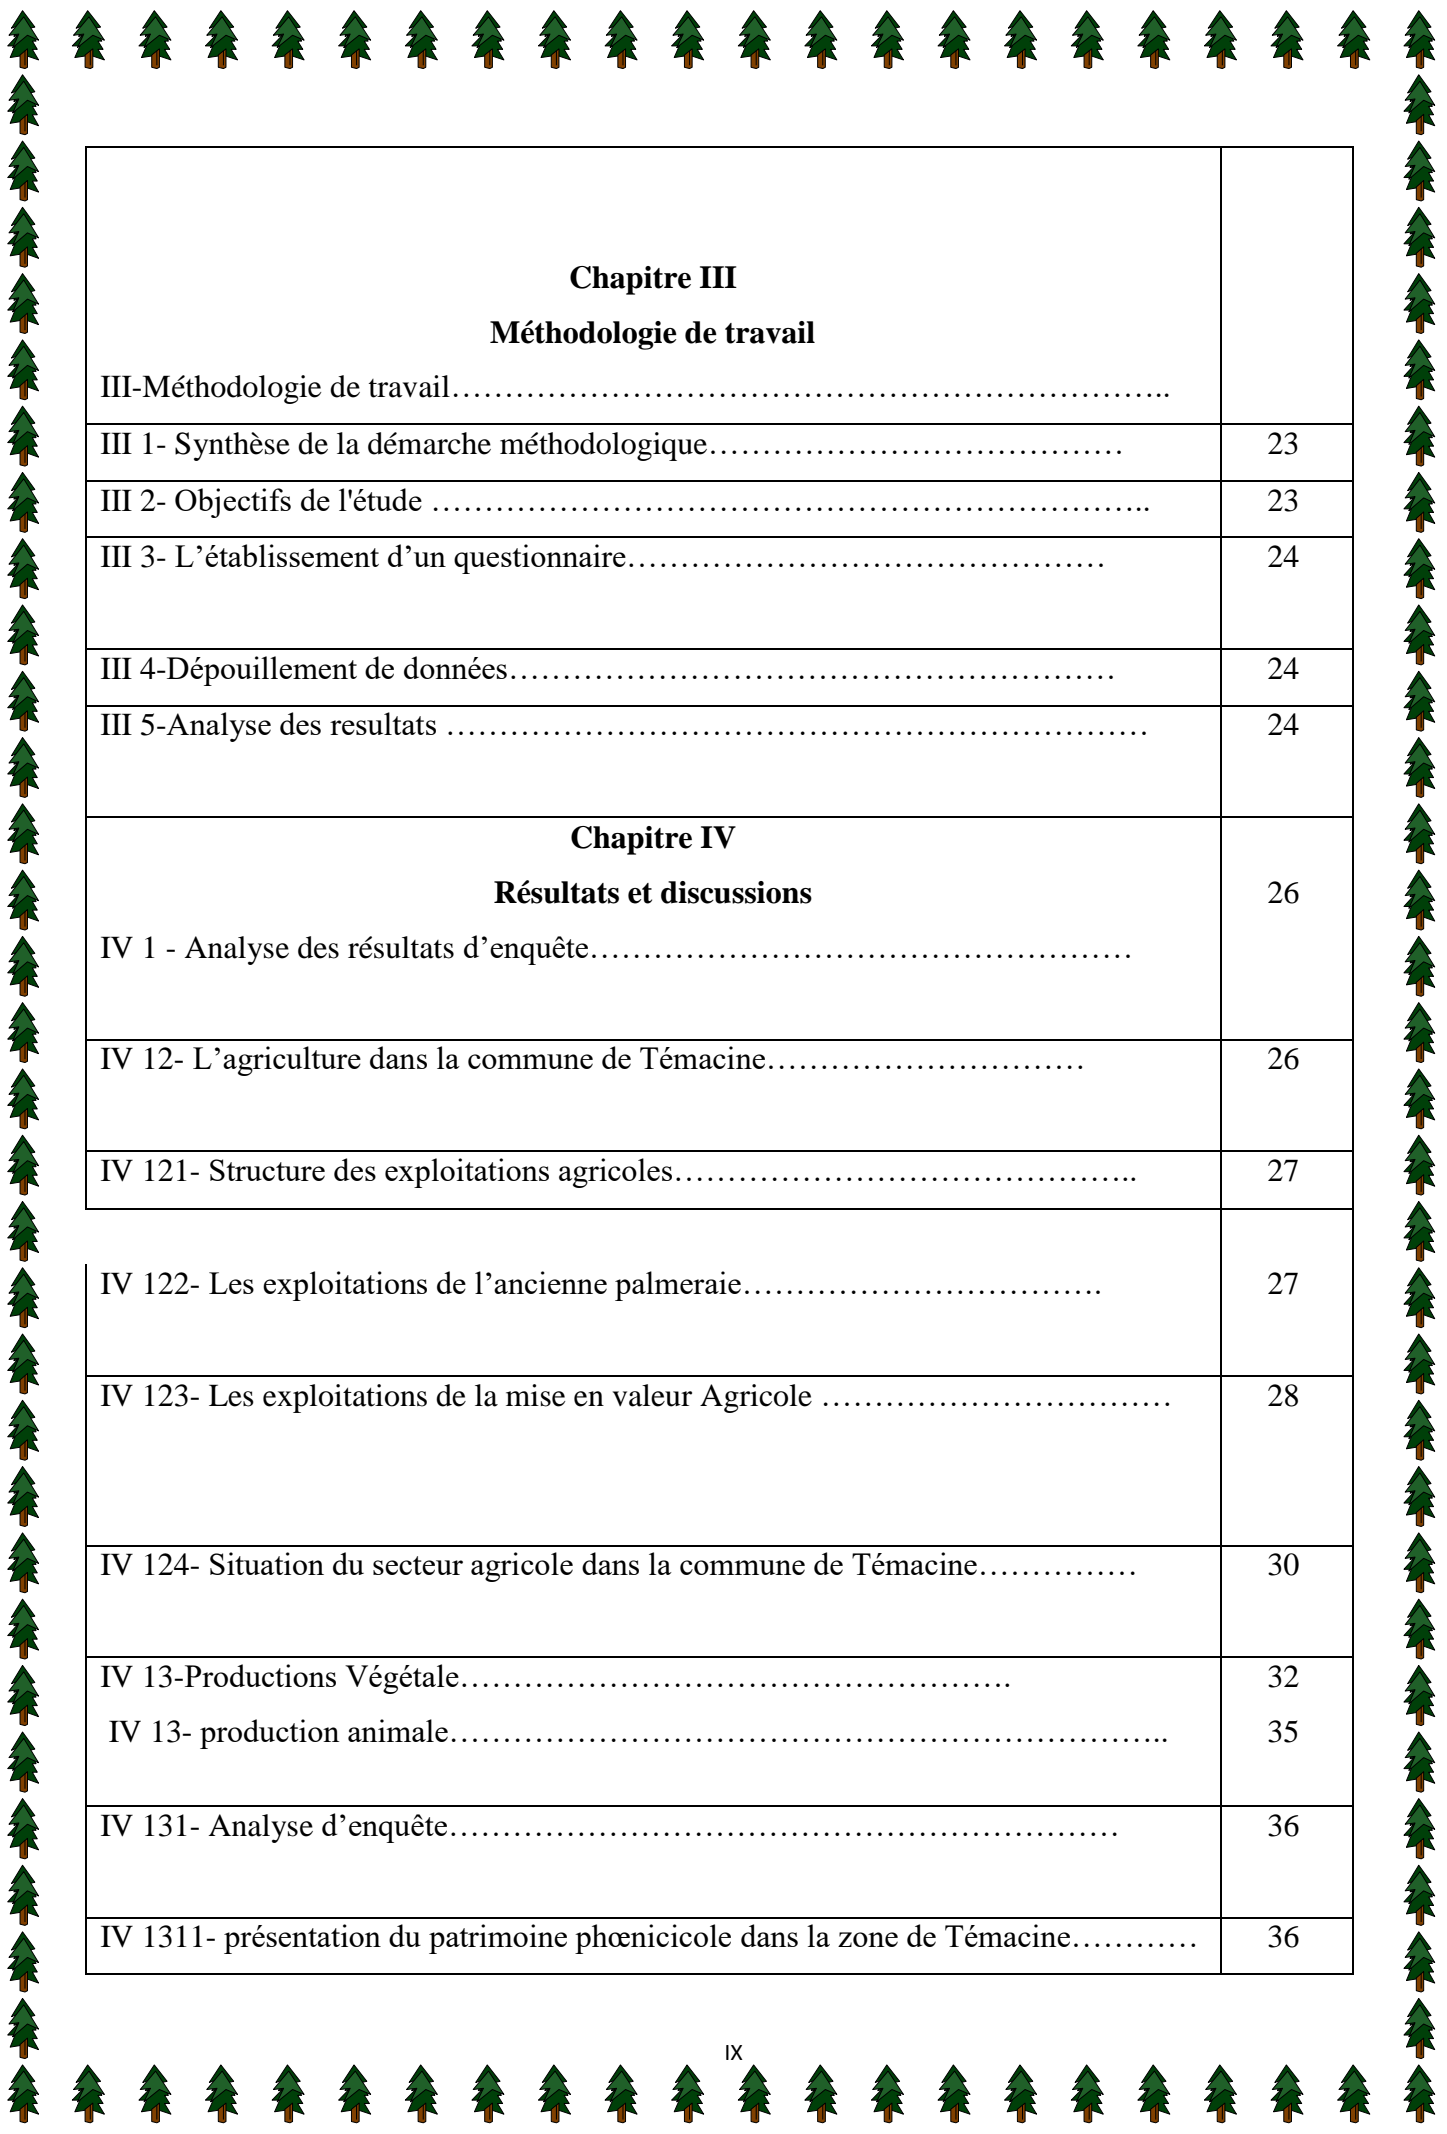 Chapitre III
Méthodologie de travail
III-Méthodologie de travail…………………………………………………………..
III 1- Synthèse de la démarche méthodologique………………………………… 23
III 2- Objectifs de l'étude ………………………………………………………….. 23
III 3- L’établissement d’un questionnaire……………………………………… 24
III 4-Dépouillement de données………………………………………………… 24
III 5-Analyse des resultats ………………………………………………………… 24
Chapitre IV
Résultats et discussions 26
IV 1 - Analyse des résultats d’enquête……………………………………………
IV 12- L’agriculture dans la commune de Témacine………………………… 26
IV 121- Structure des exploitations agricoles…………………………………….. 27
IV 122- Les exploitations de l’ancienne palmeraie……………………………. 27
IV 123- Les exploitations de la mise en valeur Agricole …………………………… 28
IV 124- Situation du secteur agricole dans la commune de Témacine…………… 30
IV 13-Productions Végétale……………………………………………. 32
IV 13- production animale………………………………………………………….. 35
IV 131- Analyse d’enquête……………………………………………………… 36
IV 1311- présentation du patrimoine phœnicicole dans la zone de Témacine………… 36
IX